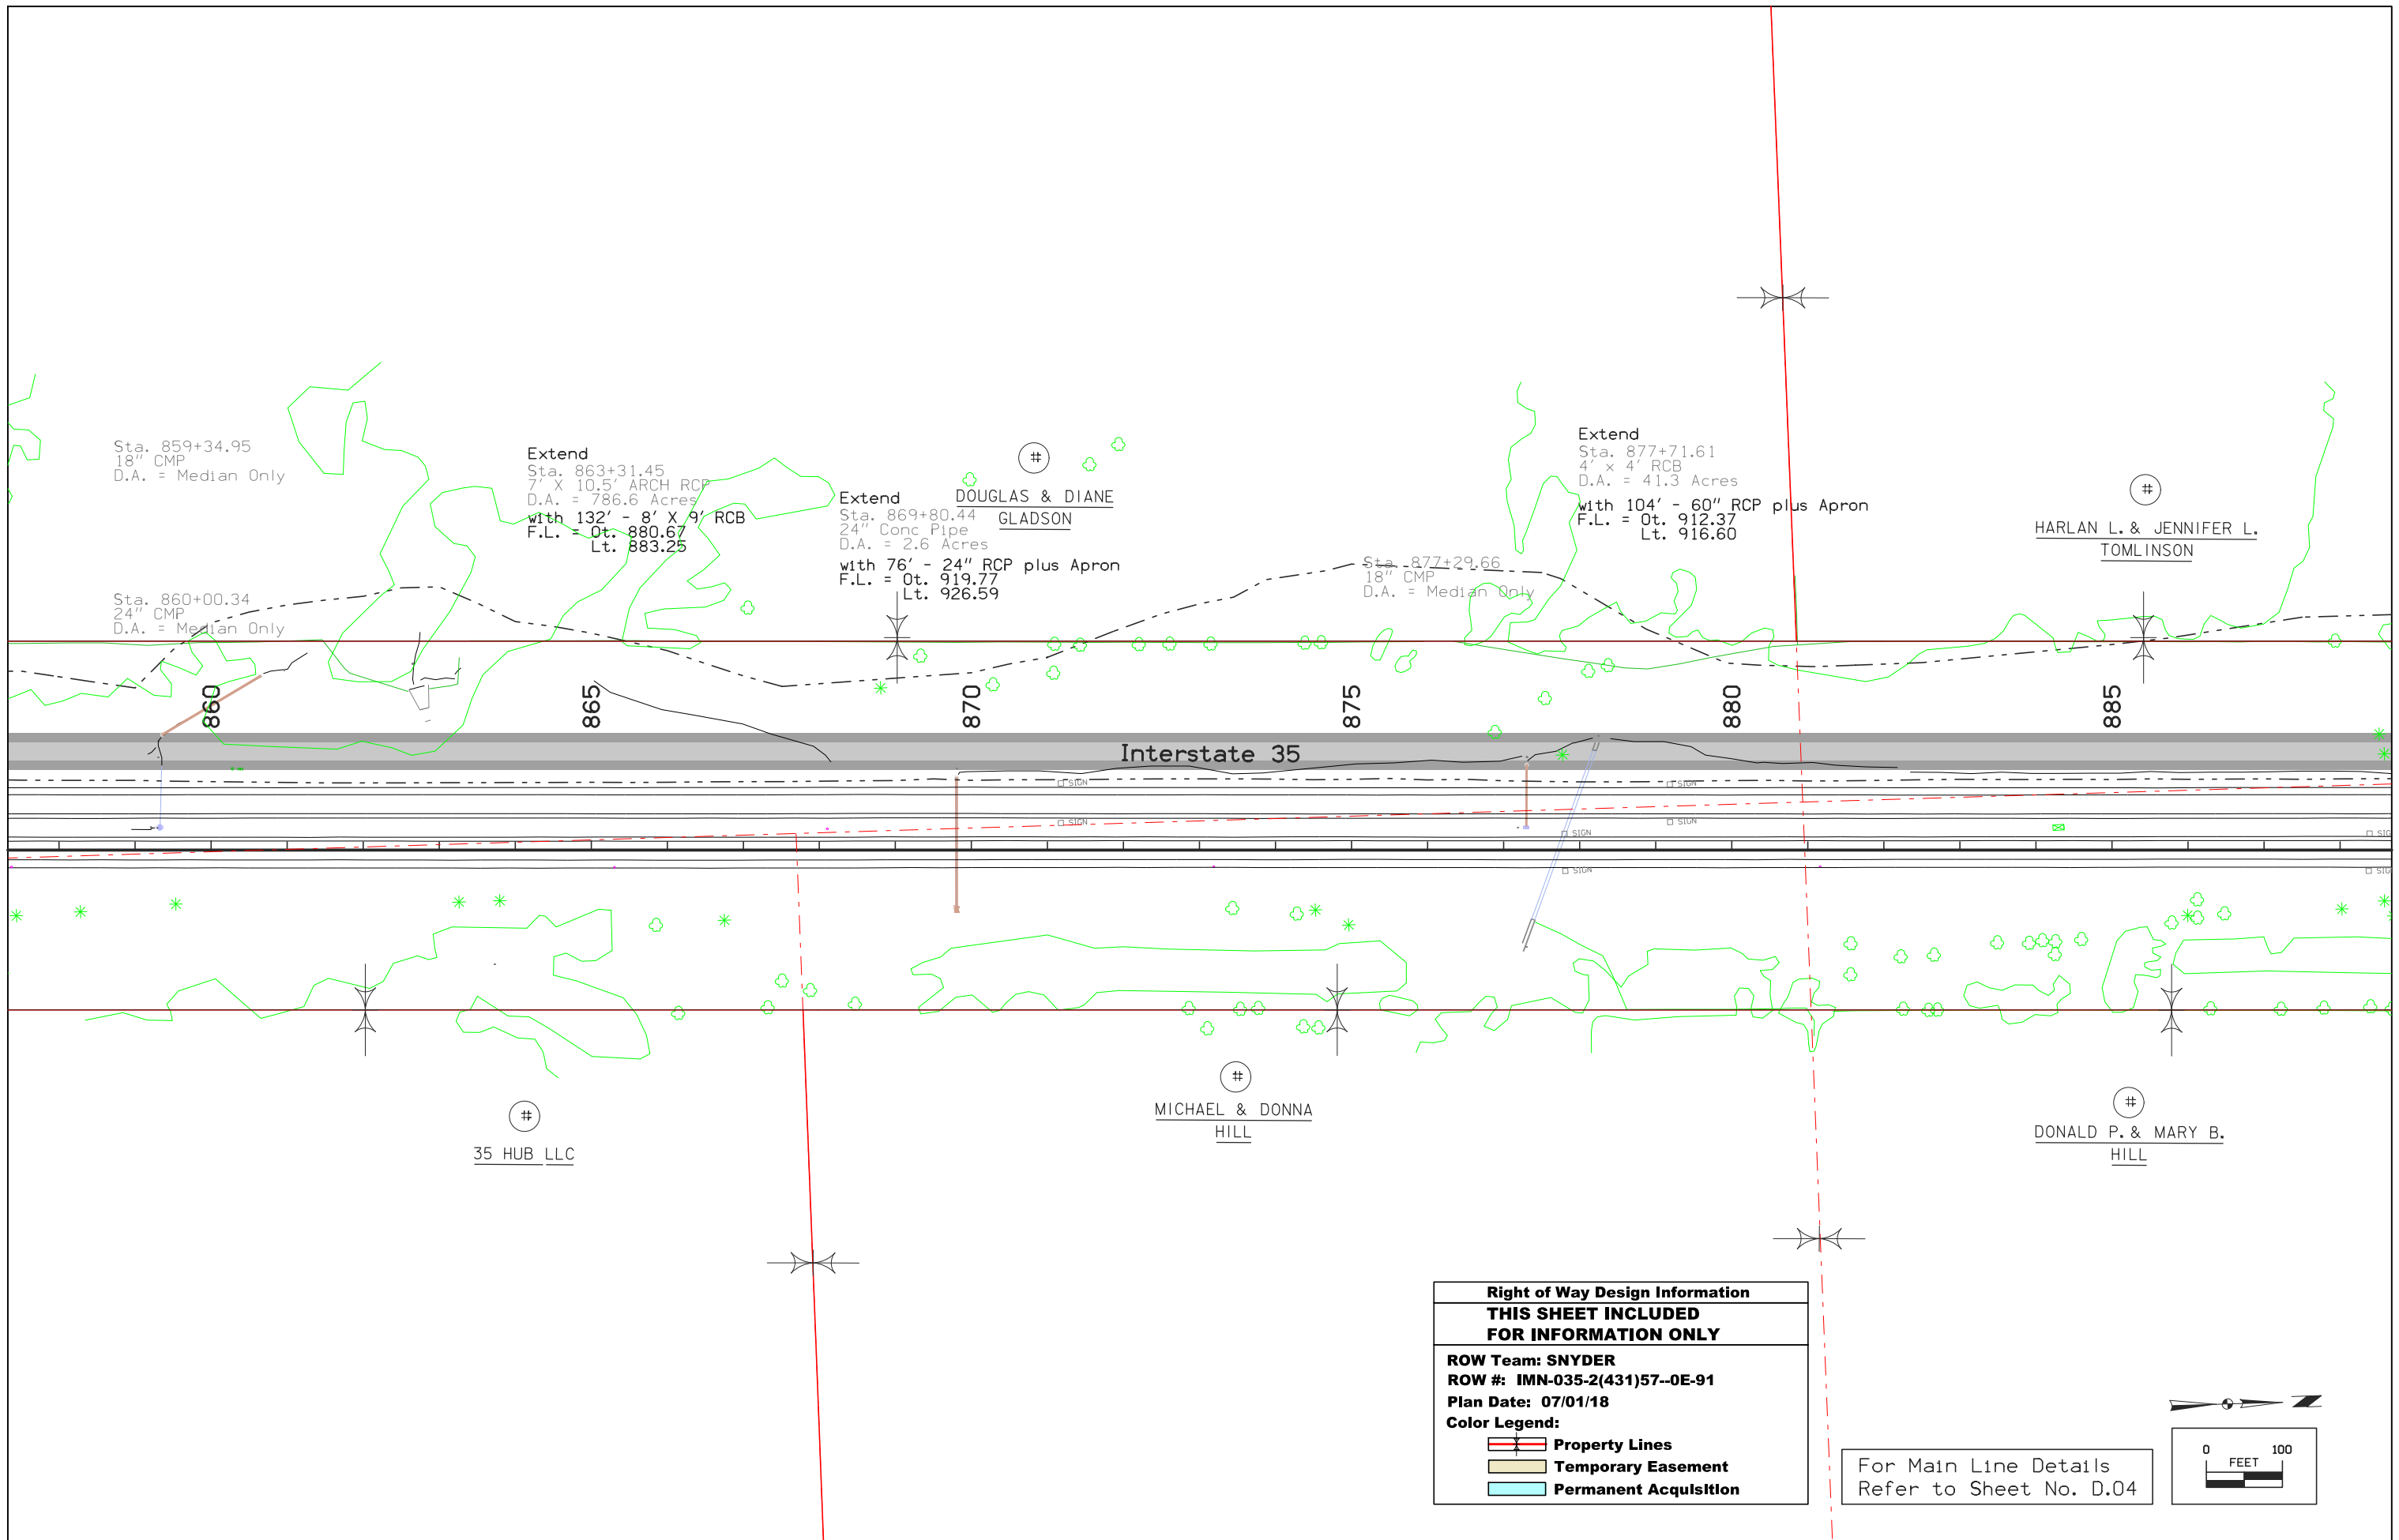 Sta. 859+34.95
18" CMP
D.A. = Median Only
Extend
Sta. 863+31.45
7' X 10.5' ARCH RCP
D.A. = 786.6 Acres
with 132' - 8' X 9' RCB
F.L. = Ot. 880.67
Lt. 883.25
Extend
Sta. 869+80.44
24" Conc Pipe
D.A. = 2.6 Acres
with 76' - 24" RCP plus Apron
F.L. = Ot. 919.77
Lt. 926.59
#
DOUGLAS & DIANE
GLADSON
Extend
Sta. 877+71.61
4' x 4' RCB
D.A. = 41.3 Acres
with 104' - 60" RCP plus Apron
F.L. = Ot. 912.37
Lt. 916.60
#
HARLAN L. & JENNIFER L.
TOMLINSON
Sta. 877+29.66
18" CMP
D.A. = Median Only
Sta. 860+00.34
24" CMP
D.A. = Median Only
860
865
870
875
880
885
Interstate 35
SIGN
SIGN
SIGN
SIGN
SIGN
SIG
SIGN
SIG
#
35 HUB LLC
#
MICHAEL & DONNA
HILL
#
DONALD P. & MARY B.
HILL
Right of Way Design Information
THIS SHEET INCLUDED
FOR INFORMATION ONLY
ROW Team: SNYDER
ROW #: IMN-035-2(431)57--0E-91
Plan Date: 07/01/18
Color Legend:
Property Lines
Temporary Easement
Permanent Acquisition
For Main Line Details
Refer to Sheet No. D.04
Z
0 100
FEET